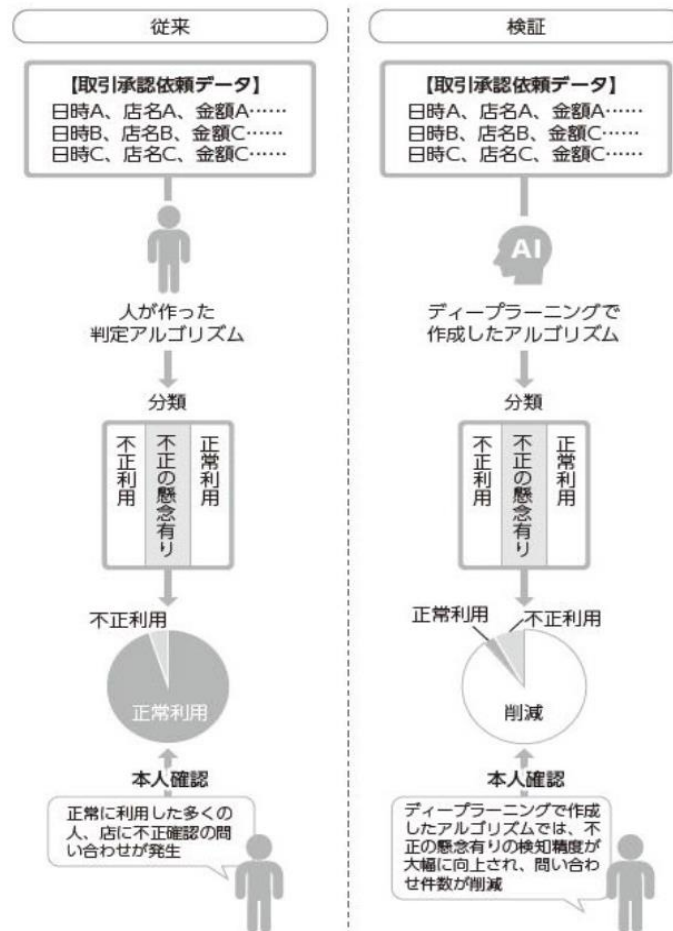 従来
【取引承認依頼データ】
日時A、店名A、金額A……
日時B、店名B、金額C……
日時C、店名C、金額C……
人が作った
判定アルゴリズム
分類
不正利用
不正の懸念有り
正常利用
不正利用
正常利用
本人確認
正常に利用した多くの
人、店に不正確認の問
い合わせが発生
検証
【取引承認依頼データ】
日時A、店名A、金額A……
日時B、店名B、金額C……
日時C、店名C、金額C……
AI
ディープラーニングで
作成したアルゴリズム
分類
不正利用
不正の懸念有り
正常利用
正常利用
不正利用
削減
本人確認
ディープラーニングで作成
したアルゴリズムでは、不
正の懸念有りの検知精度が
大幅に向上され、問い合わ
せ件数が削減